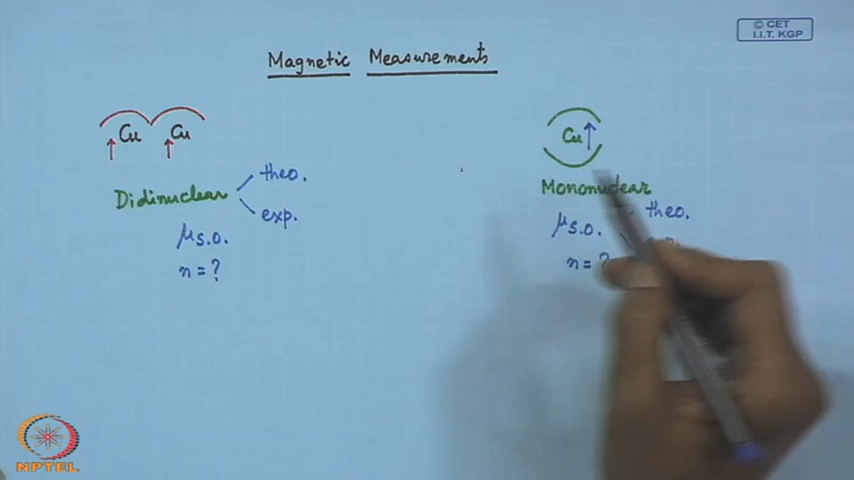 © CET
I.I.T. KGP
Magnetic Measurements
Cu Cu
Cu
Didinuclear
theo.
exp.
μs.o.
n = ?
Mononuclear
theo.
μs.o.
n = ?
NPTEL